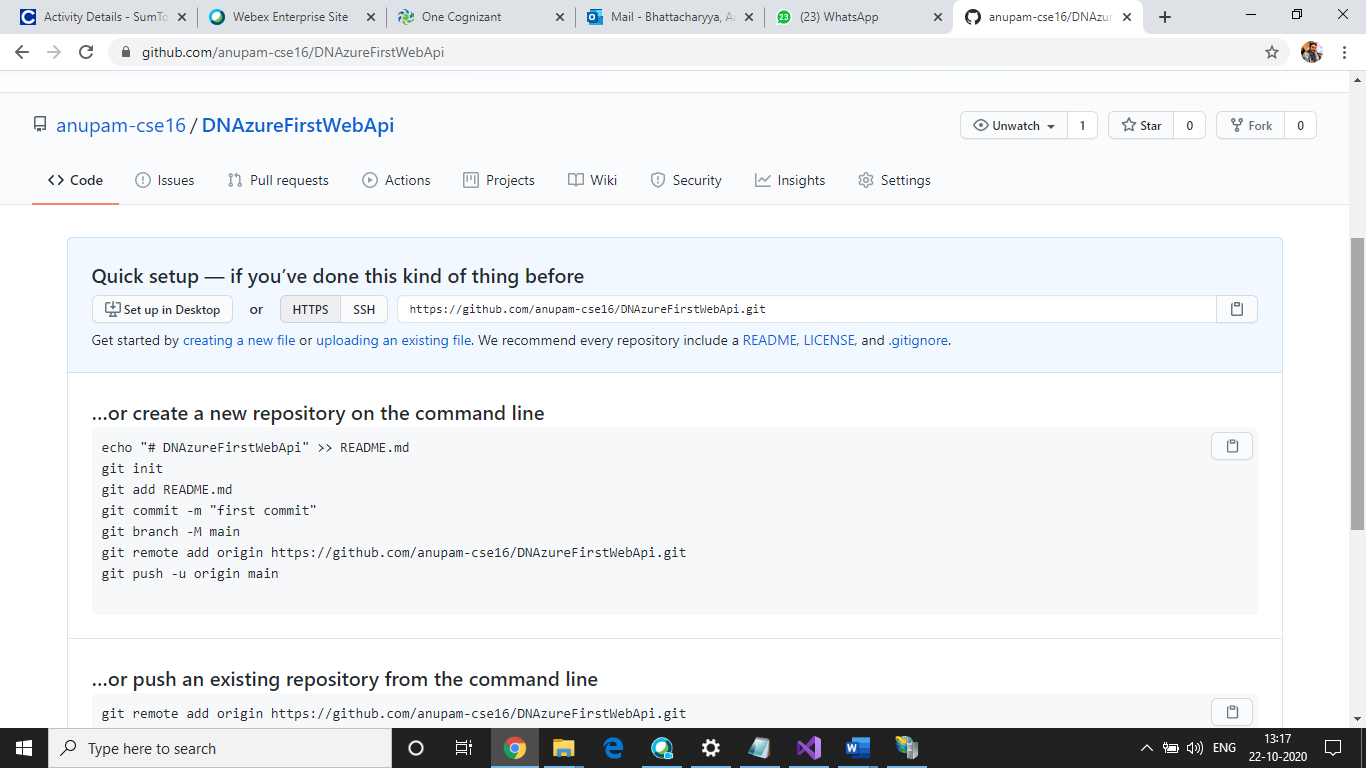 Activity Details - SumTo
Webex Enterprise Site
One Cognizant
Mail - Bhattacharyya, A
(23) WhatsApp
anupam-cse16/DNAzur
github.com/anupam-cse16/DNAzureFirstWebApi
anupam-cse16 / DNAzureFirstWebApi
Unwatch 1
Star 0
Fork 0
Code
Issues
Pull requests
Actions
Projects
Wiki
Security
Insights
Settings
Quick setup — if you’ve done this kind of thing before
Set up in Desktop or HTTPS SSH https://github.com/anupam-cse16/DNAzureFirstWebApi.git
Get started by creating a new file or uploading an existing file. We recommend every repository include a README, LICENSE, and .gitignore.
…or create a new repository on the command line
echo "# DNAzureFirstWebApi" >> README.md
git init
git add README.md
git commit -m "first commit"
git branch -M main
git remote add origin https://github.com/anupam-cse16/DNAzureFirstWebApi.git
git push -u origin main
…or push an existing repository from the command line
git remote add origin https://github.com/anupam-cse16/DNAzureFirstWebApi.git
Type here to search
ENG
13:17
22-10-2020